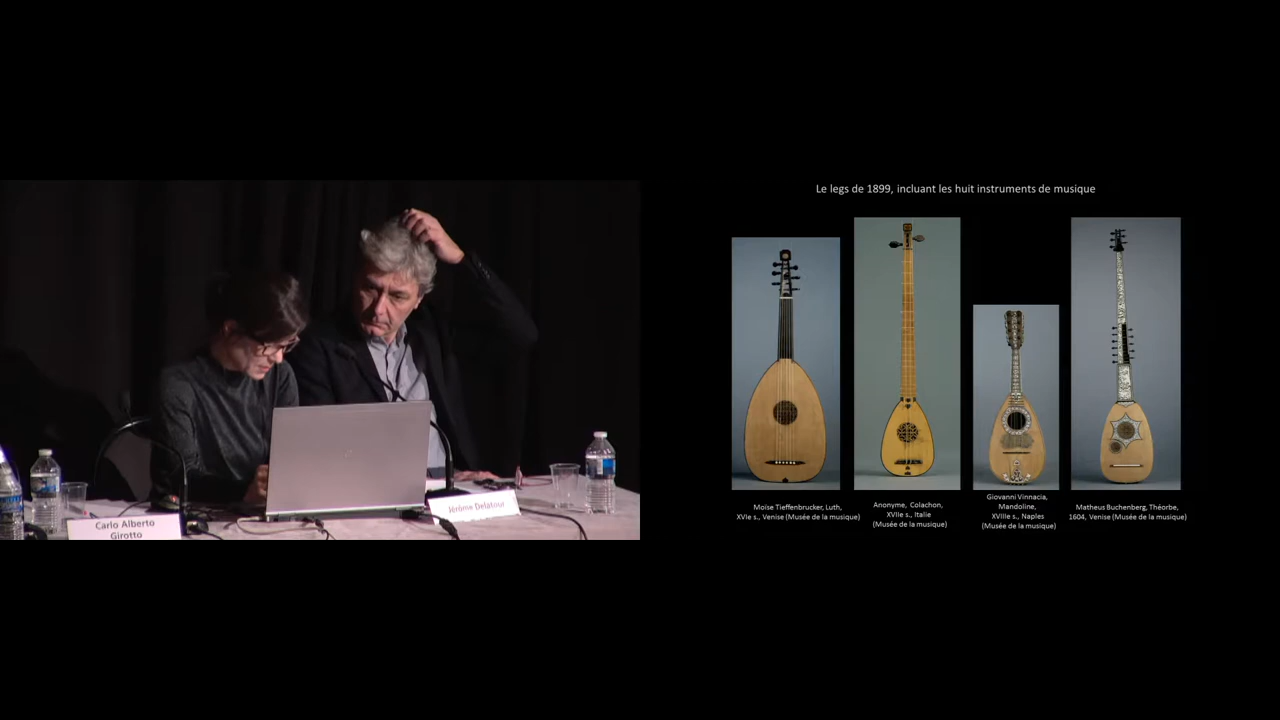 Le legs de 1899, incluant les huit instruments de musique
Moïse Tieffenbrucker, Luth,
XVIe s., Venise (Musée de la musique)
Anonyme, Colachon,
XVIIe s., Italie
(Musée de la musique)
Giovanni Vinnacia,
Mandoline,
XVIIIe s., Naples
(Musée de la musique)
Matheus Buchenberg, Théorbe,
1604, Venise (Musée de la musique)
Carlo Alberto
Girotto
Jérôme Delatour